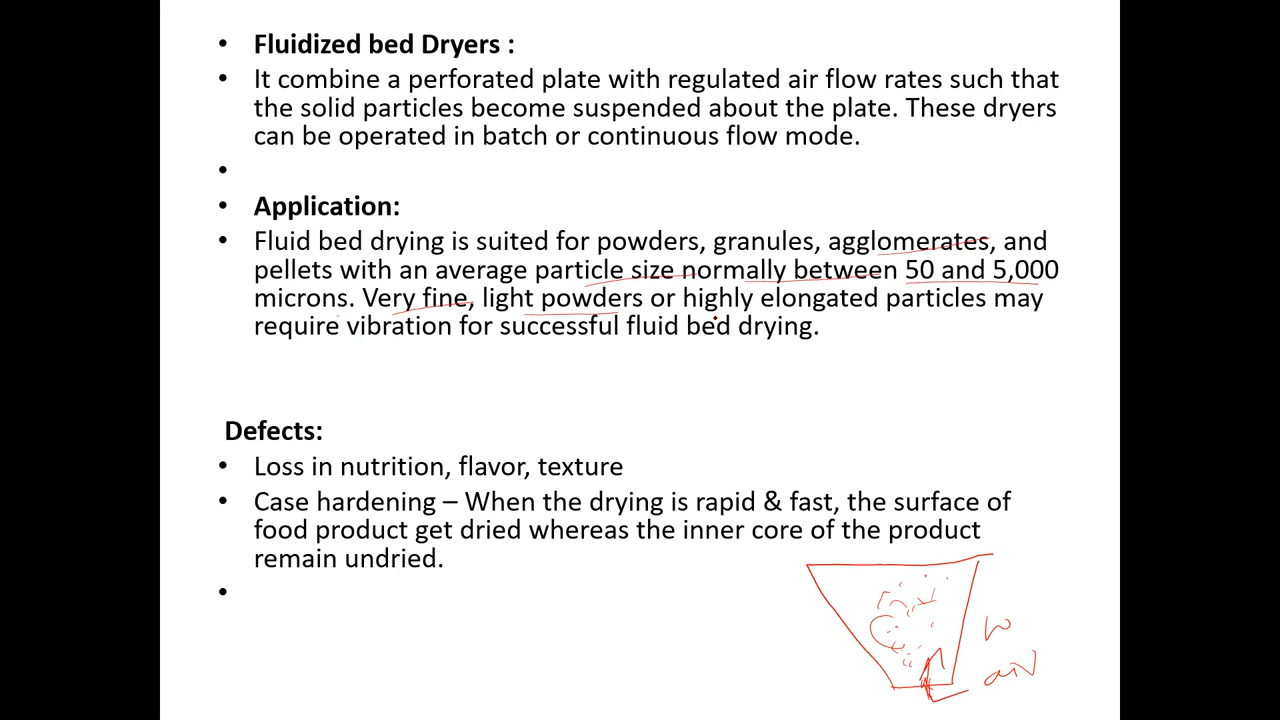 • Fluidized bed Dryers :
• It combine a perforated plate with regulated air flow rates such that
the solid particles become suspended about the plate. These dryers
can be operated in batch or continuous flow mode.
•
• Application:
• Fluid bed drying is suited for powders, granules, agglomerates, and
pellets with an average particle size normally between 50 and 5,000
microns. Very fine, light powders or highly elongated particles may
require vibration for successful fluid bed drying.
Defects:
• Loss in nutrition, flavor, texture
• Case hardening – When the drying is rapid & fast, the surface of
food product get dried whereas the inner core of the product
remain undried.
•
air